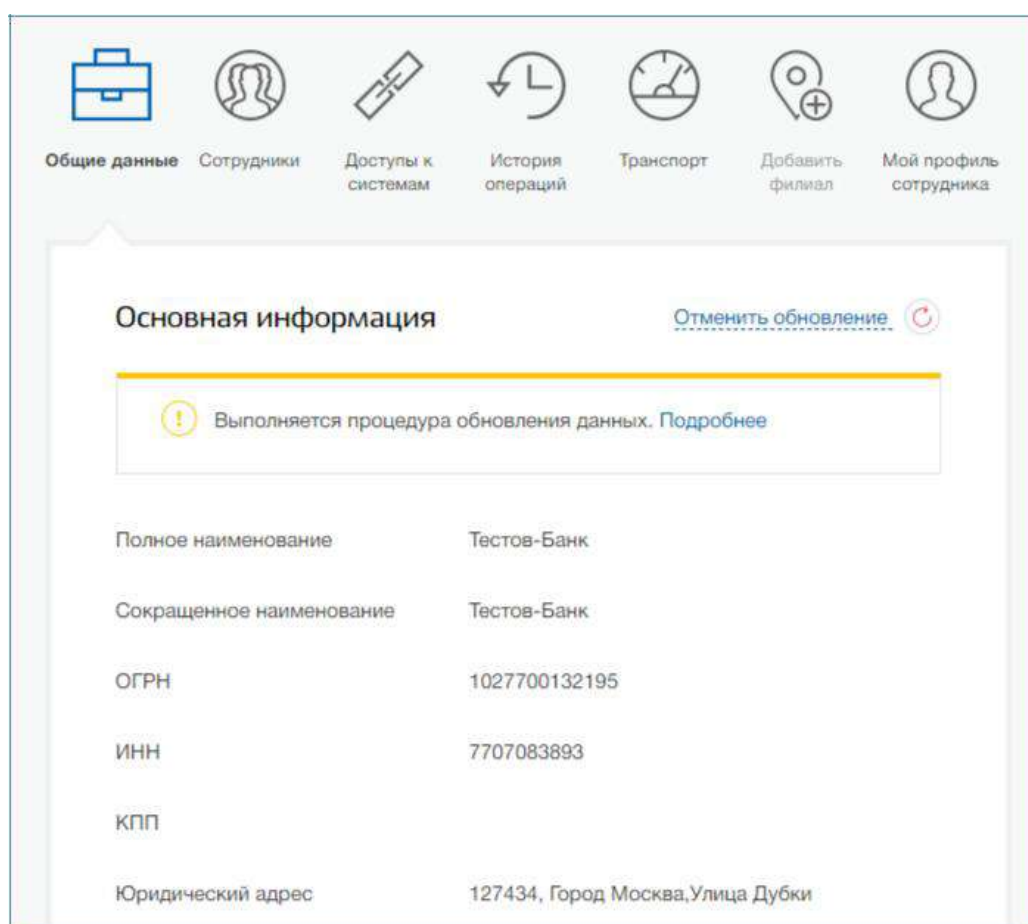 Общие данные
Сотрудники
Доступы к
системам
История
операций
Транспорт
Добавить
филиал
Мой профиль
сотрудника
Основная информация
Отменить обновление
Выполняется процедура обновления данных. Подробнее
Полное наименование Тестов-Банк
Сокращенное наименование Тестов-Банк
ОГРН 1027700132195
ИНН 7707083893
КПП
Юридический адрес 127434, Город Москва,Улица Дубки